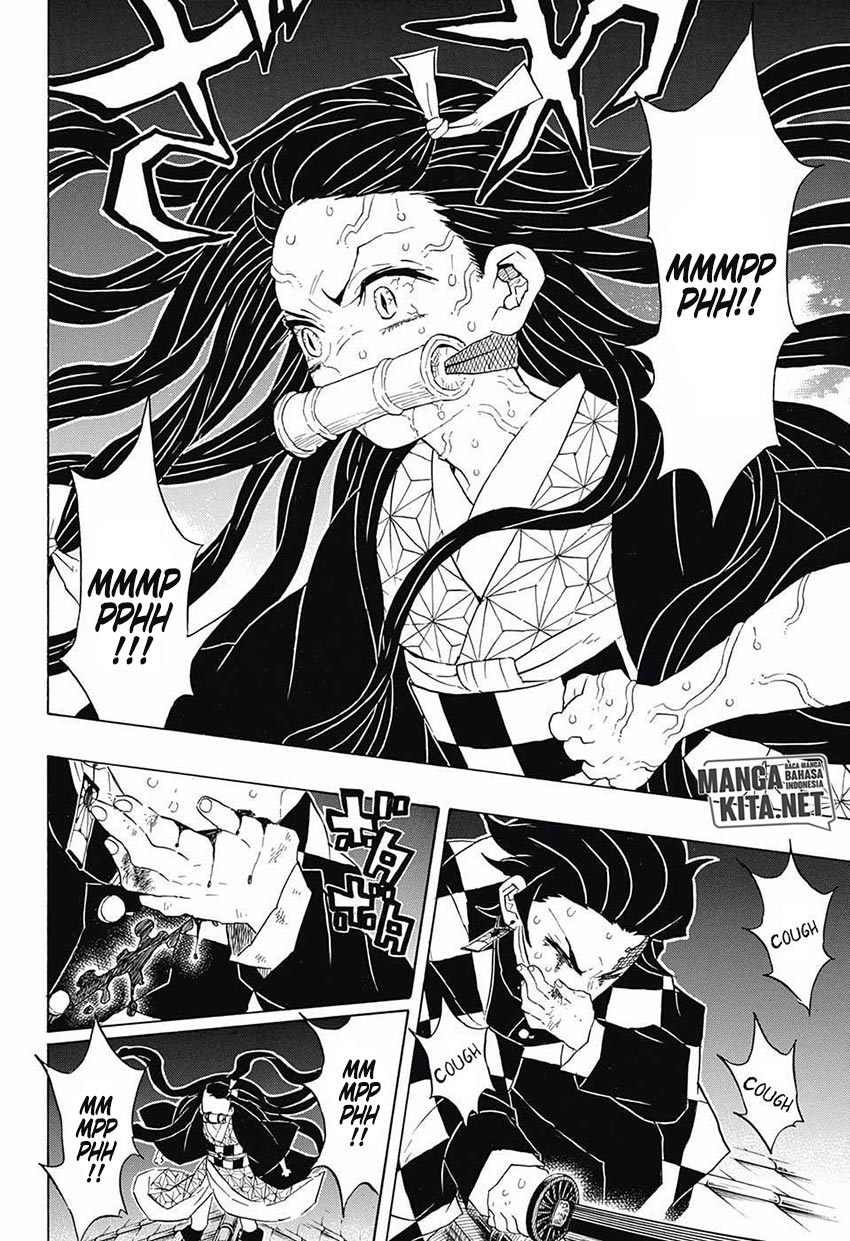 MMMPP
PHH!!
MMMP
PPHH
!!!
MANGA
KITA.NET
BACA MANGA
BAHASA
INDONESIA
COUGH
COUGH
COUGH
ボタ
ボタ
MM
MPP
PHH
!!
MM
MPP
PHH
!!